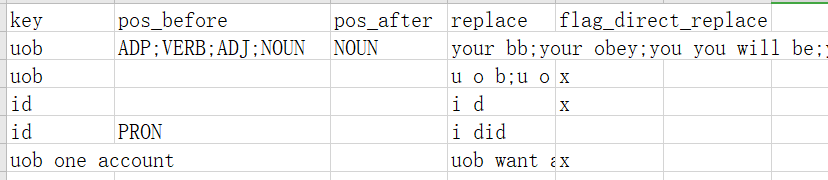 key pos_before pos_after replace flag_direct_replace
uob ADP;VERB;ADJ;NOUN NOUN your bb;your obey;you you will be;
uob u o b;u o x
id i d x
id PRON i did
uob one account uob want x